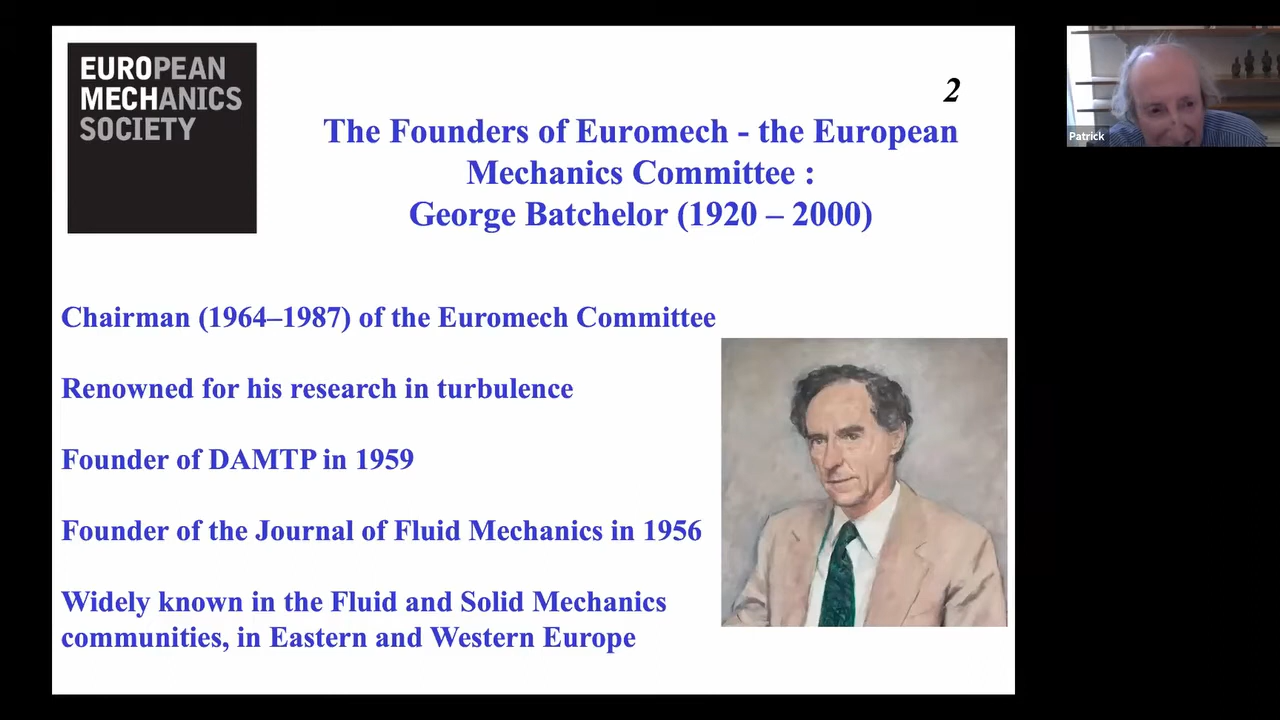 EUROPEAN
MECHANICS
SOCIETY
2
The Founders of Euromech - the European
Mechanics Committee :
George Batchelor (1920 – 2000)
Chairman (1964–1987) of the Euromech Committee
Renowned for his research in turbulence
Founder of DAMTP in 1959
Founder of the Journal of Fluid Mechanics in 1956
Widely known in the Fluid and Solid Mechanics
communities, in Eastern and Western Europe
Patrick